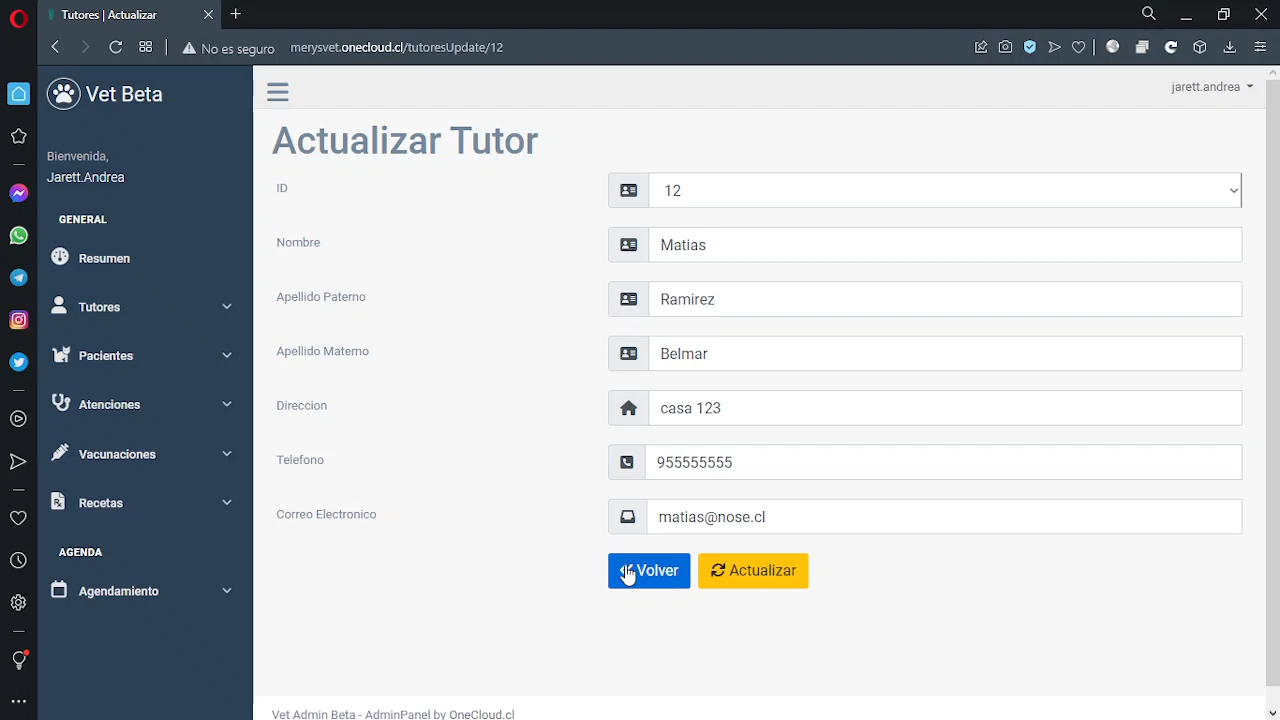 Tutores | Actualizar
No es seguro
merysvet.onecloud.cl/tutoresUpdate/12
Vet Beta
jarett.andrea
Bienvenida,
Jarett.Andrea
GENERAL
Resumen
Tutores
Pacientes
Atenciones
Vacunaciones
Recetas
AGENDA
Agendamiento
Actualizar Tutor
ID
12
Nombre
Matias
Apellido Paterno
Ramirez
Apellido Materno
Belmar
Direccion
casa 123
Telefono
955555555
Correo Electronico
matias@nose.cl
Volver
Actualizar
Vet Admin Beta - AdminPanel by OneCloud.cl